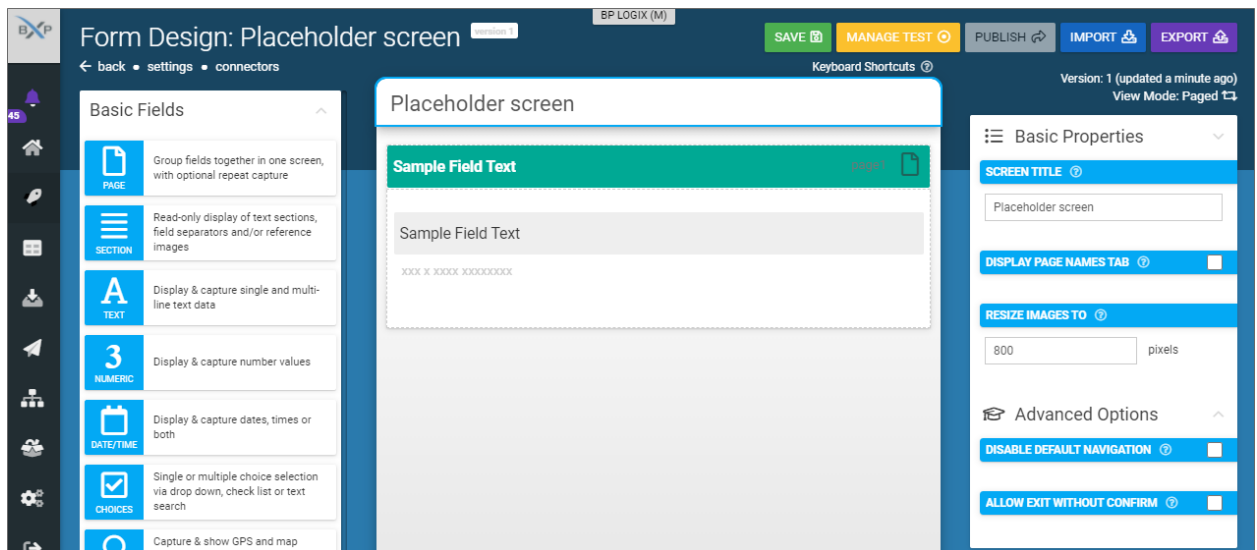 BXP
BP LOGIX (M)
Form Design: Placeholder screen
version 1
SAVE
MANAGE TEST
PUBLISH
IMPORT
EXPORT
← back • settings • connectors
Keyboard Shortcuts
Version: 1 (updated a minute ago)
View Mode: Paged
45
Basic Fields
PAGE
Group fields together in one screen,
with optional repeat capture
SECTION
Read-only display of text sections,
field separators and/or reference
images
A
TEXT
Display & capture single and multi-
line text data
3
NUMERIC
Display & capture number values
DATE/TIME
Display & capture dates, times or
both
CHOICES
Single or multiple choice selection
via drop down, check list or text
search
Capture & show GPS and map
Placeholder screen
Sample Field Text
Sample Field Text
xxx x xxxx xxxxxxxx
Basic Properties
SCREEN TITLE
Placeholder screen
DISPLAY PAGE NAMES TAB
RESIZE IMAGES TO
800 pixels
Advanced Options
DISABLE DEFAULT NAVIGATION
ALLOW EXIT WITHOUT CONFIRM